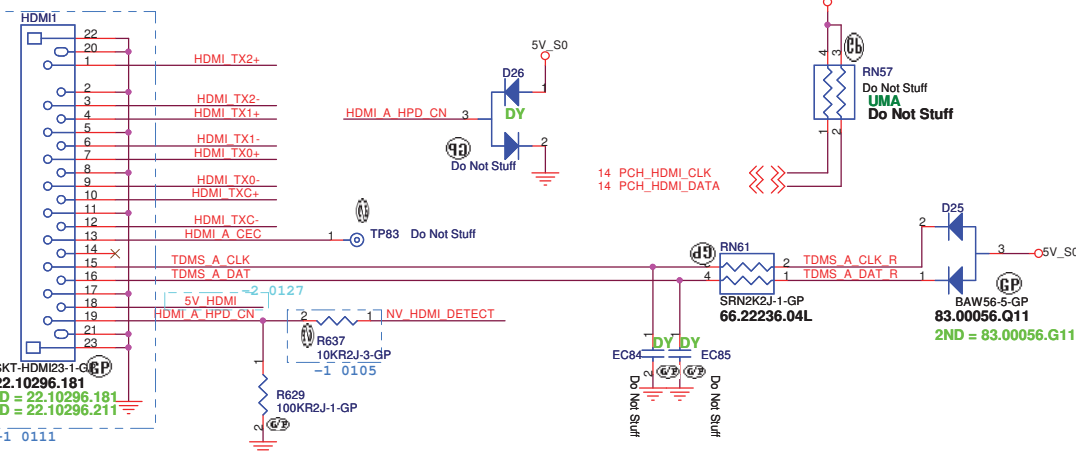 HDMI1
22
20
1 HDMI_TX2+
2
3 HDMI_TX2-
4 HDMI_TX1+
5
6 HDMI_TX1-
7 HDMI_TX0+
8
9 HDMI_TX0-
10 HDMI_TXC+
11
12 HDMI_TXC-
13 HDMI_A_CEC
14
15 TDMS_A_CLK
16 TDMS_A_DAT
17
18 5V_HDMI
19 HDMI_A_HPD_CN
21
23
-2 0127
SKT-HDMI23-1-GP
22.10296.181
D = 22.10296.181
D = 22.10296.211
-1 0111
1 TP83 Do Not Stuff
2 1 NV_HDMI_DETECT
R637
10KR2J-3-GP
-1 0105
1
R629
100KR2J-1-GP
2
5V_S0
D26
1
DY
HDMI_A_HPD_CN 3
2
Do Not Stuff
4 3
RN57
Do Not Stuff
UMA
Do Not Stuff
1 2
14 PCH_HDMI_CLK
14 PCH_HDMI_DATA
RN61
3 2 TDMS_A_CLK_R
4 1 TDMS_A_DAT_R
SRN2K2J-1-GP
66.22236.04L
D25
2
3 5V_S0
1
GP
BAW56-5-GP
83.00056.Q11
2ND = 83.00056.G11
1 DY 1 DY
EC84 EC85
2 2
Do Not Stuff
Do Not Stuff